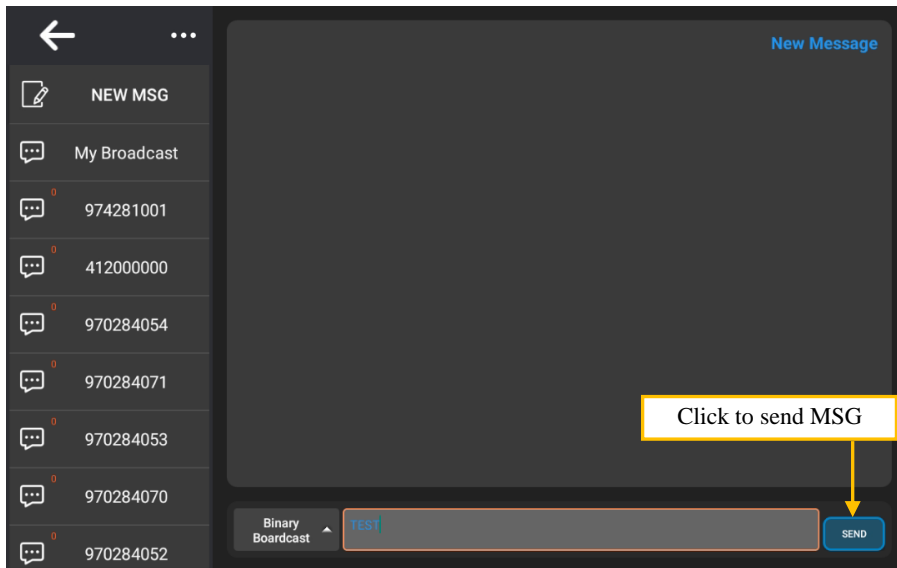 ...
NEW MSG
My Broadcast
0
974281001
0
412000000
0
970284054
0
970284071
0
970284053
0
970284070
0
970284052
New Message
Click to send MSG
Binary
Boardcast
TEST
SEND